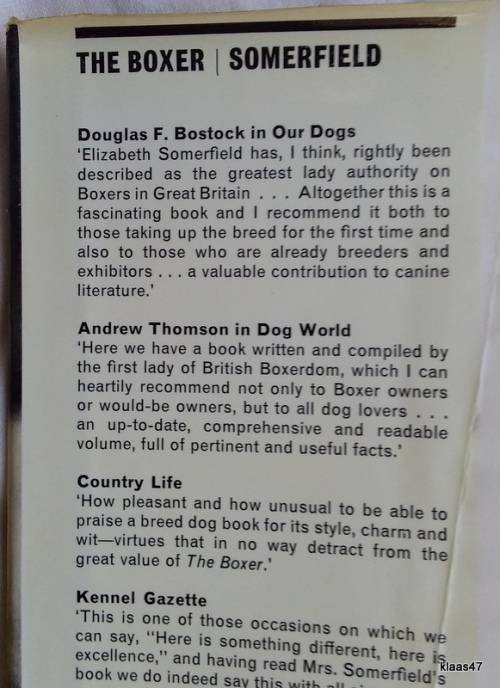 THE BOXER | SOMERFIELD
Douglas F. Bostock in Our Dogs
'Elizabeth Somerfield has, I think, rightly been
described as the greatest lady authority on
Boxers in Great Britain . . . Altogether this is a
fascinating book and I recommend it both to
those taking up the breed for the first time and
also to those who are already breeders and
exhibitors . . . a valuable contribution to canine
literature.'
Andrew Thomson in Dog World
'Here we have a book written and compiled by
the first lady of British Boxerdom, which I can
heartily recommend not only to Boxer owners
or would-be owners, but to all dog lovers . . .
an up-to-date, comprehensive and readable
volume, full of pertinent and useful facts.'
Country Life
'How pleasant and how unusual to be able to
praise a breed dog book for its style, charm and
wit—virtues that in no way detract from the
great value of The Boxer.'
Kennel Gazette
'This is one of those occasions on which we
can say, "Here is something different, here is
excellence," and having read Mrs. Somerfield's
book we do indeed say this with all
klaas47